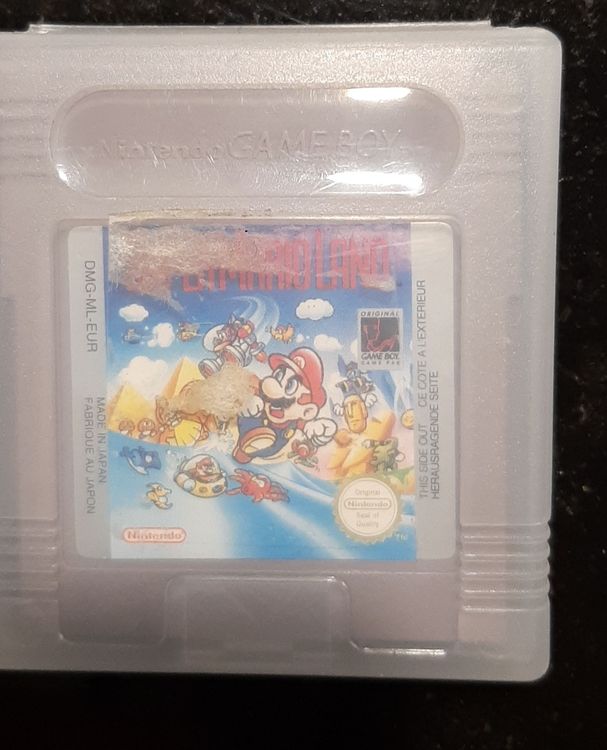 Nintendo GAME BOY
MARIO LAND
DMG-ML-EUR
MADE IN JAPAN
FABRIQUE AU JAPON
ORIGINAL
GAME BOY
GAME PAK
THIS SIDE OUT CE COTE A L'EXTERIEUR
HERAUSRAGENDE SEITE
Original
Nintendo
Seal of
Quality
Nintendo